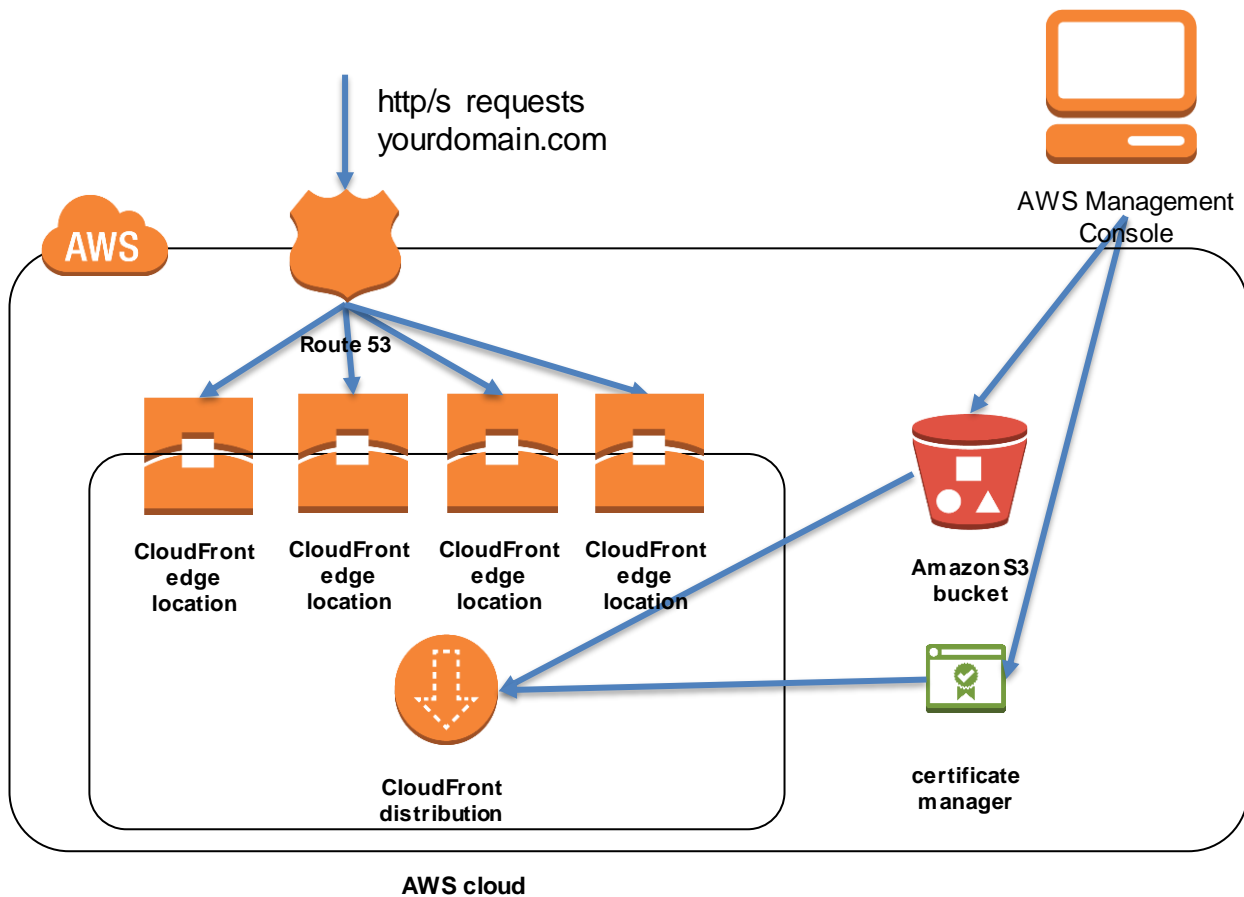 http/s requests
yourdomain.com
AWS Management
Console
AWS
Route 53
CloudFront
edge
location
CloudFront
edge
location
CloudFront
edge
location
CloudFront
edge
location
Amazon S3
bucket
CloudFront
distribution
certificate
manager
AWS cloud